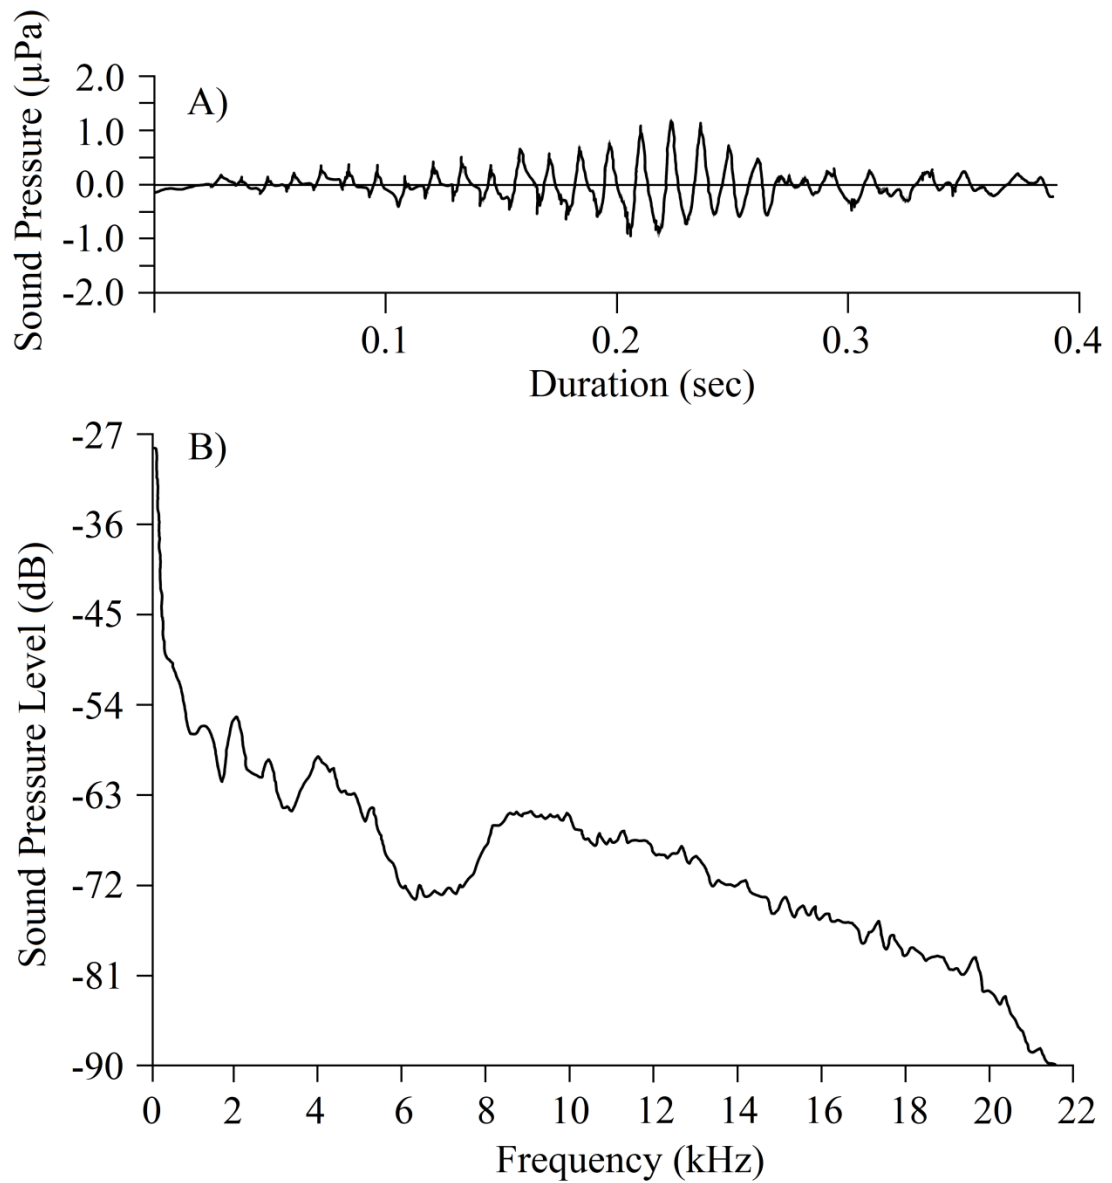 Sound Pressure (µPa)
A)
2.0
1.0
0.0
-1.0
-2.0
0.1 0.2 0.3 0.4
Duration (sec)
Sound Pressure Level (dB)
B)
-27
-36
-45
-54
-63
-72
-81
-90
0 2 4 6 8 10 12 14 16 18 20 22
Frequency (kHz)